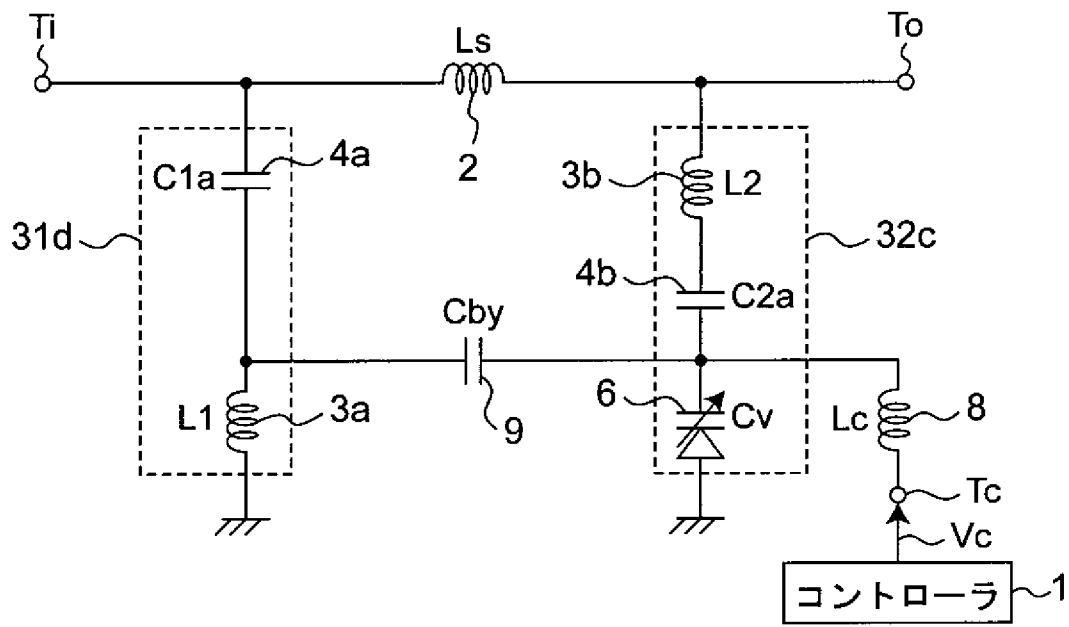 Ti
To
Ls
2
C1a
4a
3b
L2
31d
32c
4b
C2a
Cby
9
6
Cv
L1
3a
Lc
8
Tc
Vc
コントローラ
1